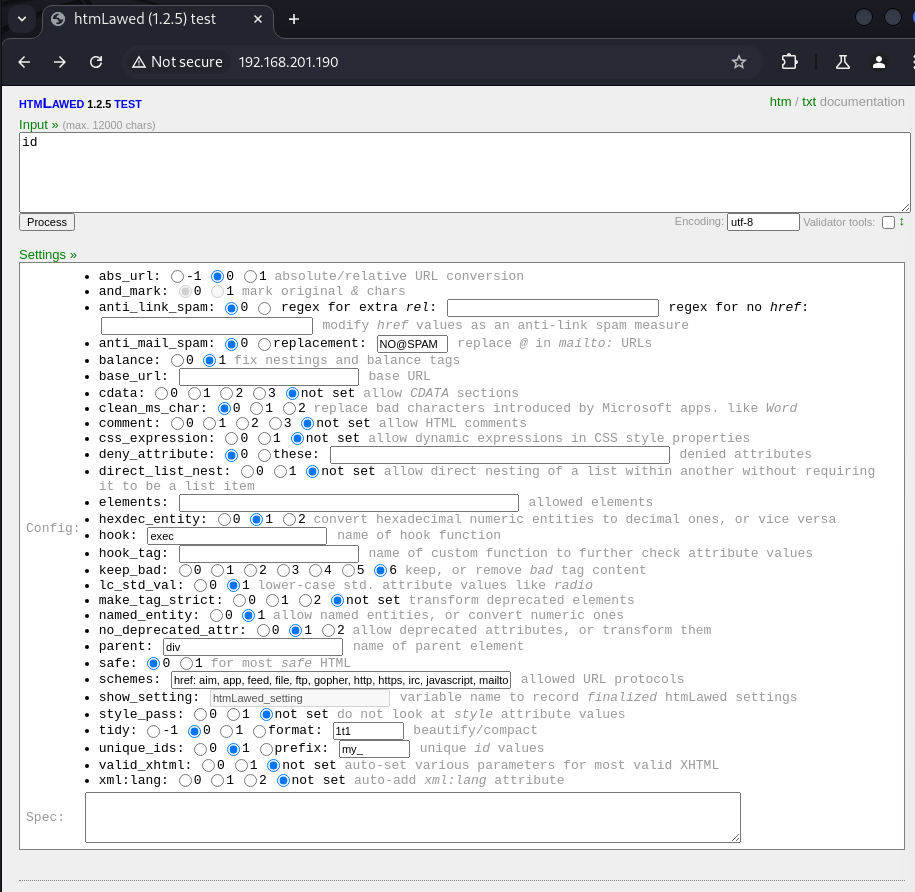 htmLawed (1.2.5) test
Not secure 192.168.201.190
HTMLAWED 1.2.5 TEST htm / txt documentation
Input » (max. 12000 chars)
id
Process Encoding: utf-8 Validator tools: ↕
Settings »
Config:
• abs_url: -1 0 1 absolute/relative URL conversion
• and_mark: 0 1 mark original & chars
• anti_link_spam: 0 regex for extra rel: regex for no href:
modify href values as an anti-link spam measure
• anti_mail_spam: 0 replacement: NO@SPAM replace @ in mailto: URLs
• balance: 0 1 fix nestings and balance tags
• base_url: base URL
• cdata: 0 1 2 3 not set allow CDATA sections
• clean_ms_char: 0 1 2 replace bad characters introduced by Microsoft apps. like Word
• comment: 0 1 2 3 not set allow HTML comments
• css_expression: 0 1 not set allow dynamic expressions in CSS style properties
• deny_attribute: 0 these: denied attributes
• direct_list_nest: 0 1 not set allow direct nesting of a list within another without requiring
it to be a list item
• elements: allowed elements
• hexdec_entity: 0 1 2 convert hexadecimal numeric entities to decimal ones, or vice versa
• hook: exec name of hook function
• hook_tag: name of custom function to further check attribute values
• keep_bad: 0 1 2 3 4 5 6 keep, or remove bad tag content
• lc_std_val: 0 1 lower-case std. attribute values like radio
• make_tag_strict: 0 1 2 not set transform deprecated elements
• named_entity: 0 1 allow named entities, or convert numeric ones
• no_deprecated_attr: 0 1 2 allow deprecated attributes, or transform them
• parent: div name of parent element
• safe: 0 1 for most safe HTML
• schemes: href: aim, app, feed, file, ftp, gopher, http, https, irc, javascript, mailto allowed URL protocols
• show_setting: htmLawed_setting variable name to record finalized htmLawed settings
• style_pass: 0 1 not set do not look at style attribute values
• tidy: -1 0 1 format: 1t1 beautify/compact
• unique_ids: 0 1 prefix: my_ unique id values
• valid_xhtml: 0 1 not set auto-set various parameters for most valid XHTML
• xml:lang: 0 1 2 not set auto-add xml:lang attribute
Spec: